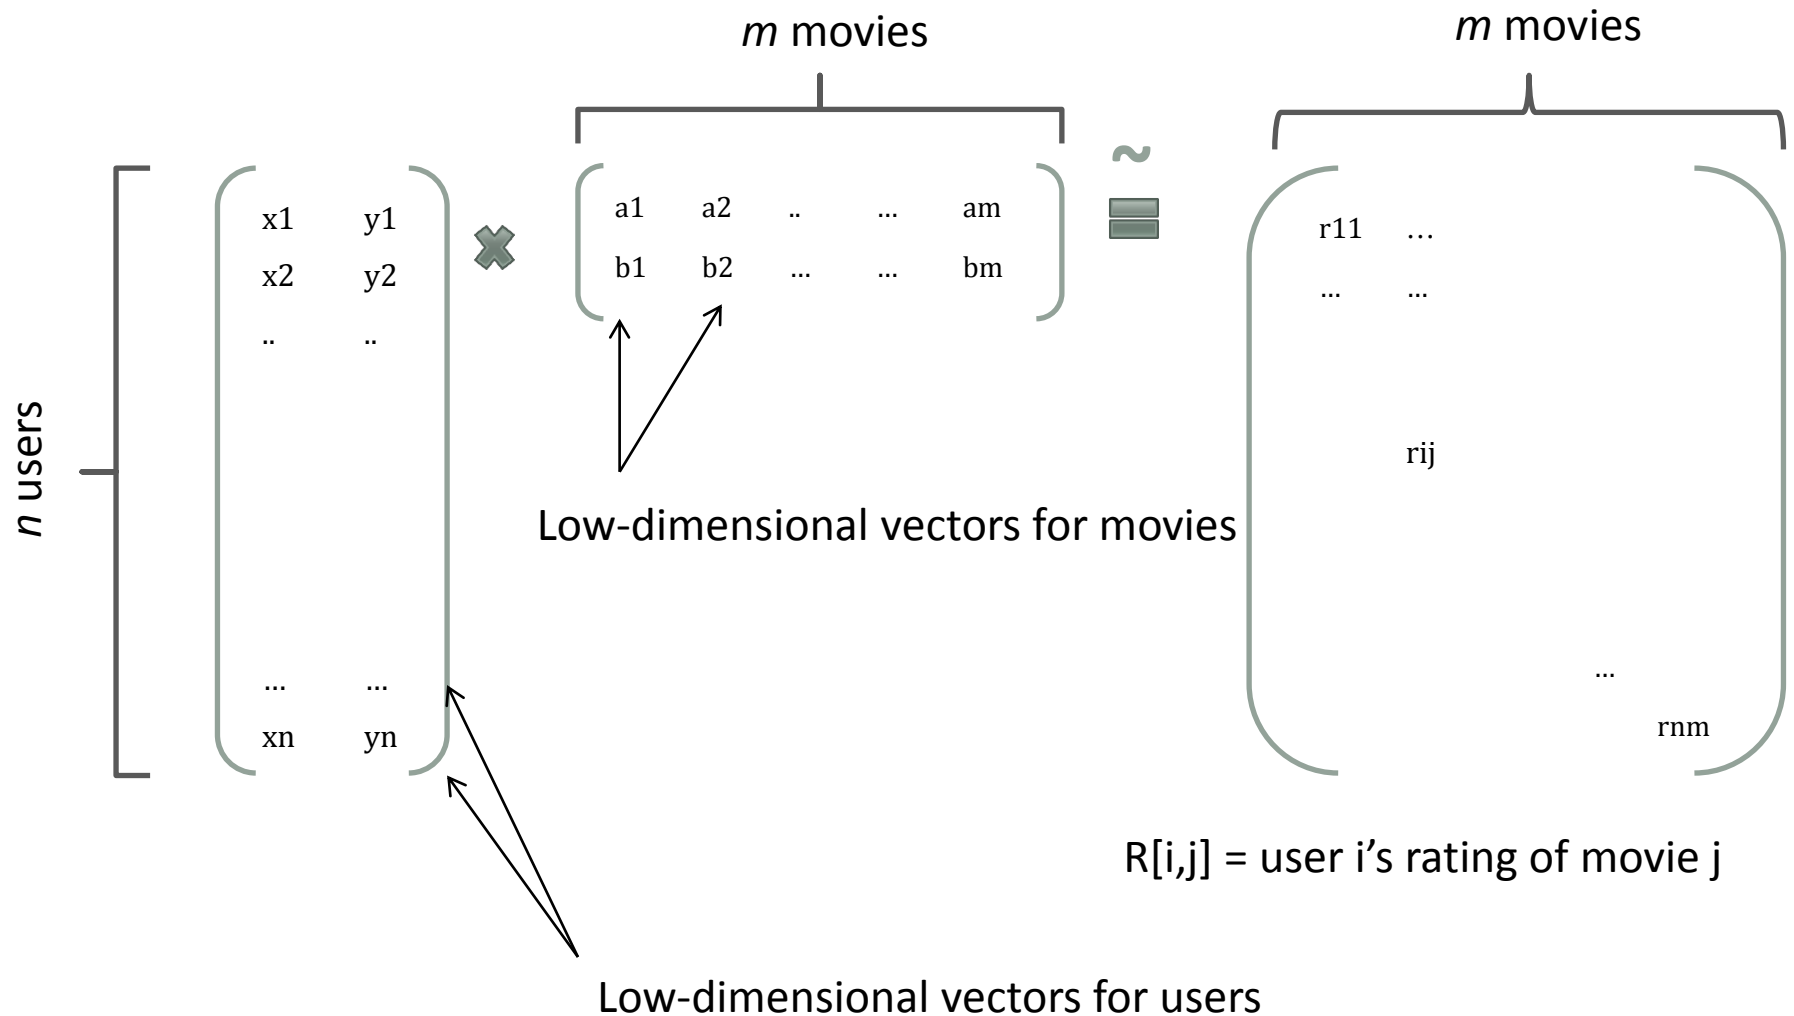 m movies
m movies
n users
x1 y1
x2 y2
.. ..
... ...
xn yn
a1 a2 .. ... am
b1 b2 ... ... bm
~
=
r11 ...
... ...
rij
...
rnm
Low-dimensional vectors for movies
R[i,j] = user i’s rating of movie j
Low-dimensional vectors for users